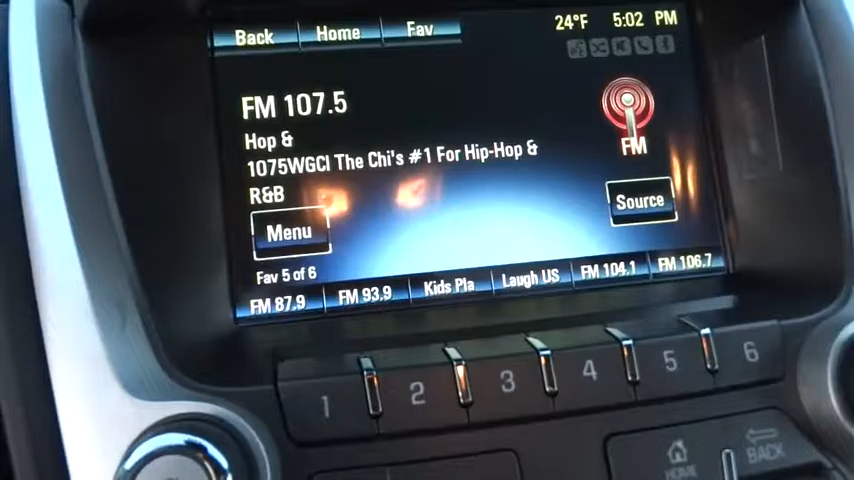 Back Home Fav 24°F 5:02 PM
FM 107.5
Hop &
1075WGCI The Chi's #1 For Hip-Hop &
R&B
FM
Menu
Source
Fav 5 of 6
FM 87.9 FM 93.9 Kids Pla Laugh US FM 104.1 FM 106.7
1 2 3 4 5 6
HOME BACK